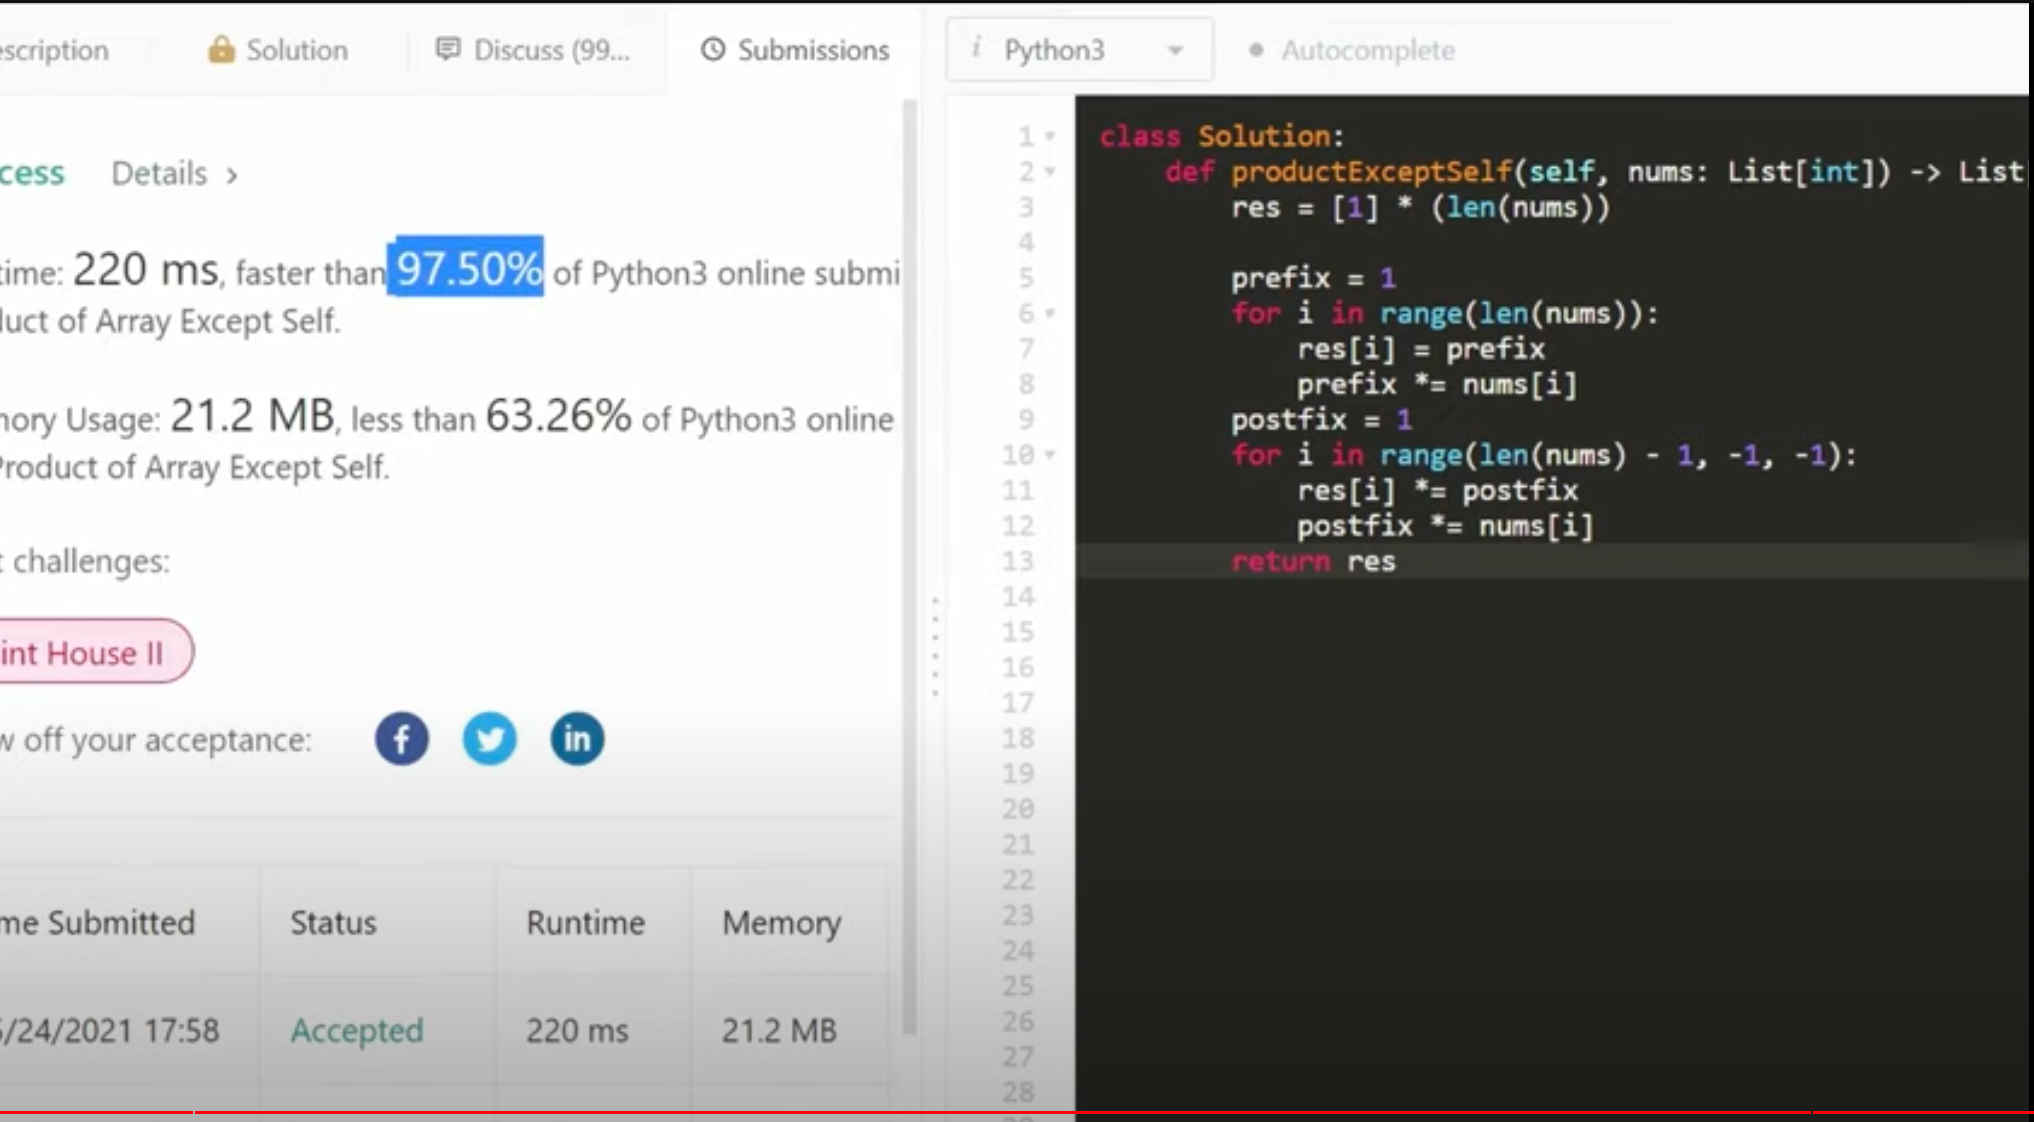 escription
Solution
Discuss (99...
Submissions
i Python3
Autocomplete
cess Details >
time: 220 ms, faster than 97.50% of Python3 online submi
luct of Array Except Self.
nory Usage: 21.2 MB, less than 63.26% of Python3 online
Product of Array Except Self.
t challenges:
int House II
w off your acceptance:
f
in
me Submitted Status Runtime Memory
5/24/2021 17:58 Accepted 220 ms 21.2 MB
1 class Solution:
2     def productExceptSelf(self, nums: List[int]) -> List
3         res = [1] * (len(nums))
4
5         prefix = 1
6         for i in range(len(nums)):
7             res[i] = prefix
8             prefix *= nums[i]
9         postfix = 1
10         for i in range(len(nums) - 1, -1, -1):
11             res[i] *= postfix
12             postfix *= nums[i]
13         return res
14
15
16
17
18
19
20
21
22
23
24
25
26
27
28